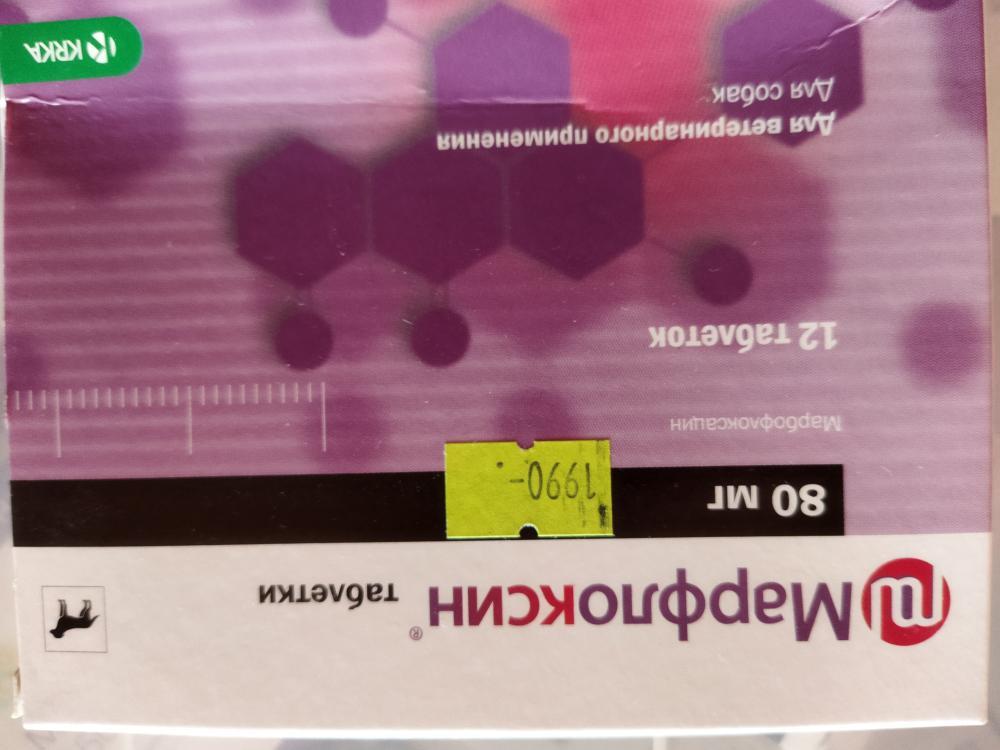 Марфлоксин® таблетки
80 мг
1990-.
Марбофлоксацин
12 таблеток
Для ветеринарного применения
Для собак
KRKA